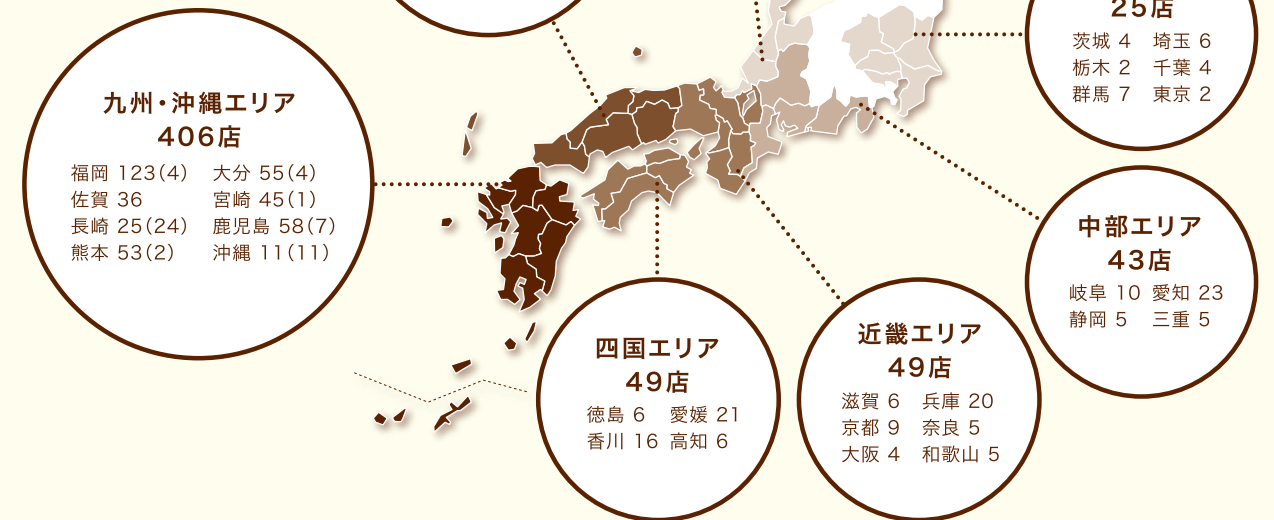 九州・沖縄エリア
406店
福岡 123(4) 大分 55(4)
佐賀 36 宮崎 45(1)
長崎 25(24) 鹿児島 58(7)
熊本 53(2) 沖縄 11(11)
25店
茨城 4 埼玉 6
栃木 2 千葉 4
群馬 7 東京 2
中部エリア
43店
岐阜 10 愛知 23
静岡 5 三重 5
四国エリア
49店
徳島 6 愛媛 21
香川 16 高知 6
近畿エリア
49店
滋賀 6 兵庫 20
京都 9 奈良 5
大阪 4 和歌山 5